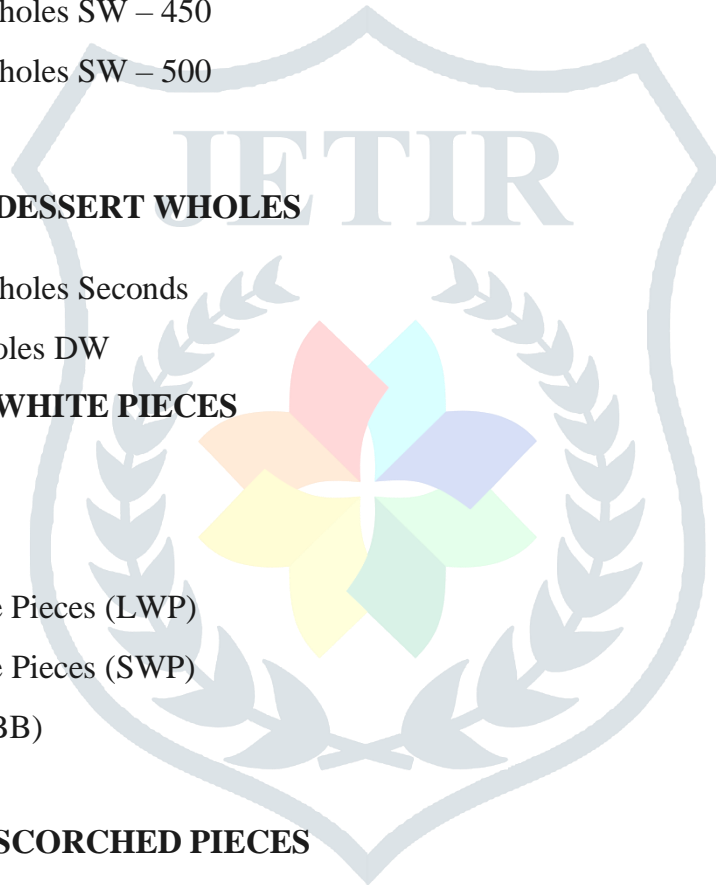 holes SW – 450
holes SW – 500
JETIR
DESSERT WHOLES
holes Seconds
oles DW
WHITE PIECES
e Pieces (LWP)
e Pieces (SWP)
BB)
SCORCHED PIECES